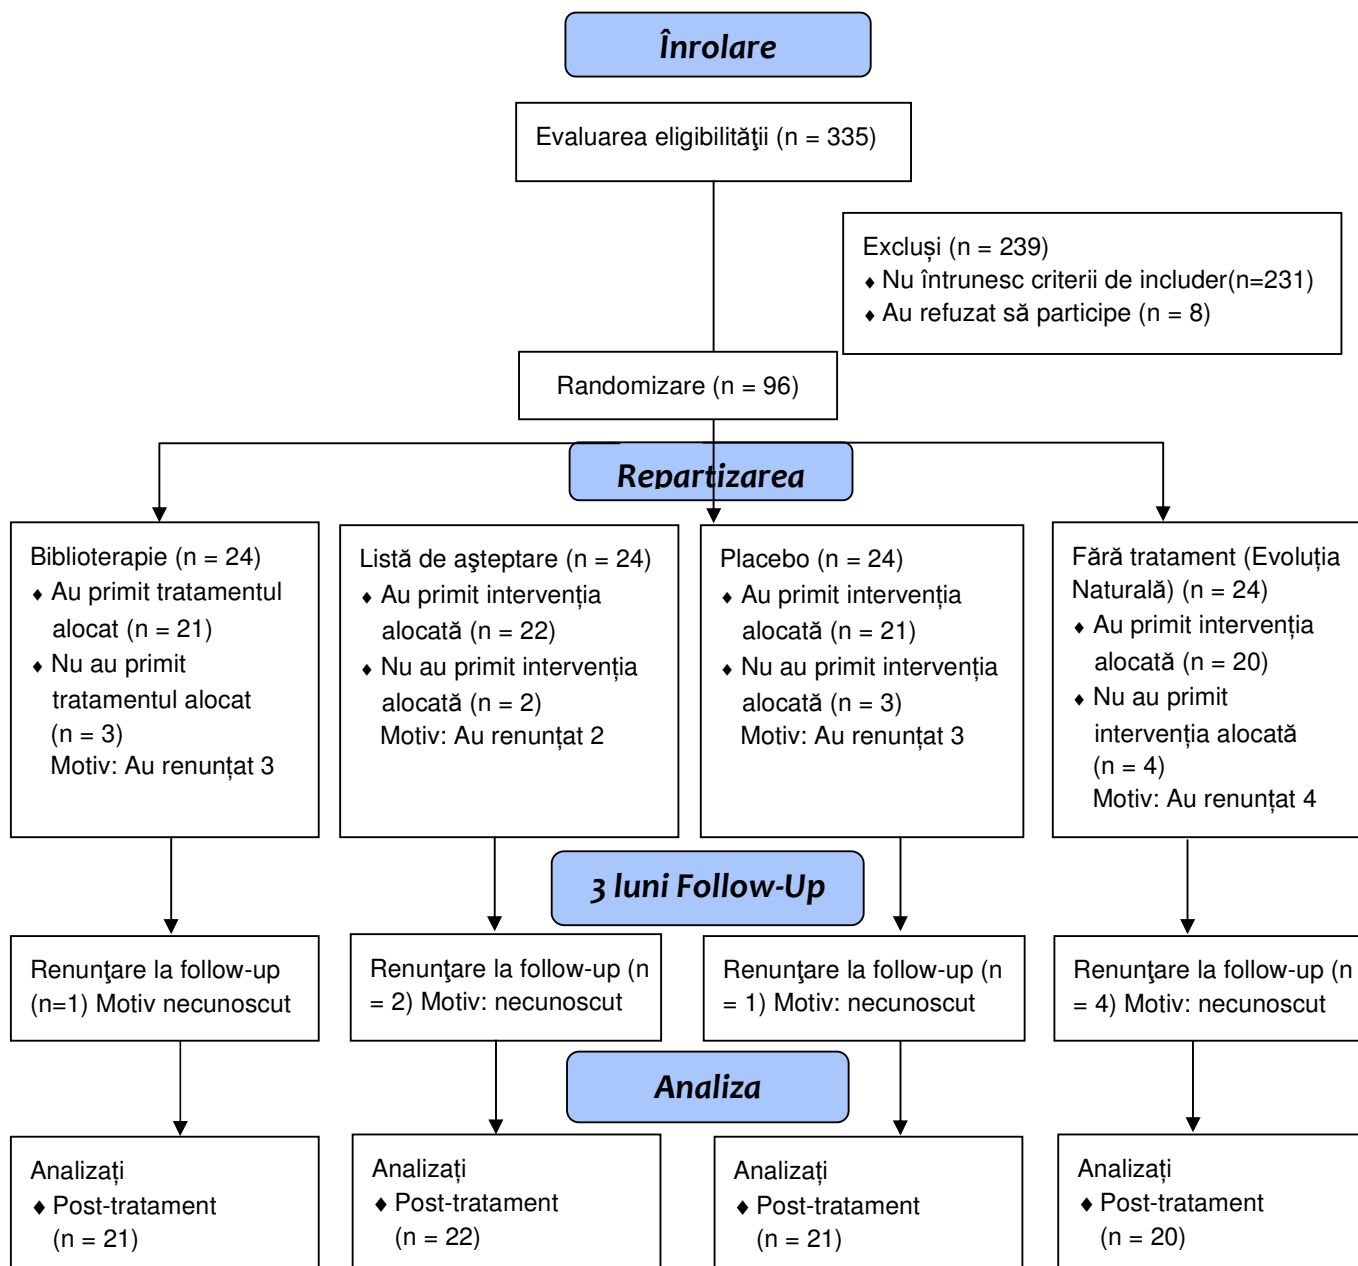 Înrolare
Evaluarea eligibilităţii (n = 335)
Excluși (n = 239)
♦ Nu întrunesc criterii de includer(n=231)
♦ Au refuzat să participe (n = 8)
Randomizare (n = 96)
Repartizarea
Biblioterapie (n = 24)
♦ Au primit tratamentul
alocat (n = 21)
♦ Nu au primit
tratamentul alocat
(n = 3)
Motiv: Au renunțat 3
Listă de aşteptare (n = 24)
♦ Au primit intervenția
alocată (n = 22)
♦ Nu au primit intervenția
alocată (n = 2)
Motiv: Au renunțat 2
Placebo (n = 24)
♦ Au primit intervenția
alocată (n = 21)
♦ Nu au primit intervenția
alocată (n = 3)
Motiv: Au renunțat 3
Fără tratament (Evoluția
Naturală) (n = 24)
♦ Au primit intervenția
alocată (n = 20)
♦ Nu au primit
intervenția alocată
(n = 4)
Motiv: Au renunțat 4
3 luni Follow-Up
Renunţare la follow-up
(n=1) Motiv necunoscut
Renunţare la follow-up (n
= 2) Motiv: necunoscut
Renunţare la follow-up (n
= 1) Motiv: necunoscut
Renunţare la follow-up (n
= 4) Motiv: necunoscut
Analiza
Analizați
♦ Post-tratament
(n = 21)
Analizați
♦ Post-tratament
(n = 22)
Analizați
♦ Post-tratament
(n = 21)
Analizați
♦ Post-tratament
(n = 20)